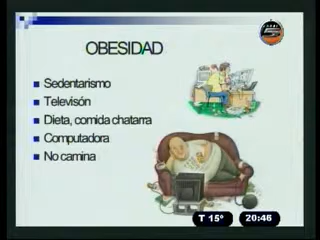 OBESIDAD
Sedentarismo
Televisón
Dieta, comida chatarra
Computadora
No camina
T 15°
20:46